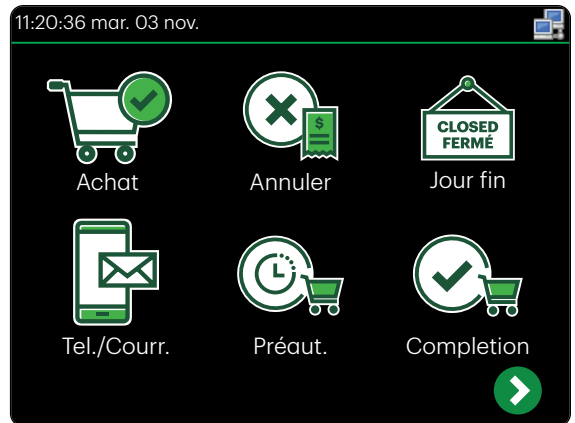 11:20:36 mar. 03 nov.
$
CLOSED
FERMÉ
Achat
Annuler
Jour fin
Tel./Courr.
Préaut.
Completion